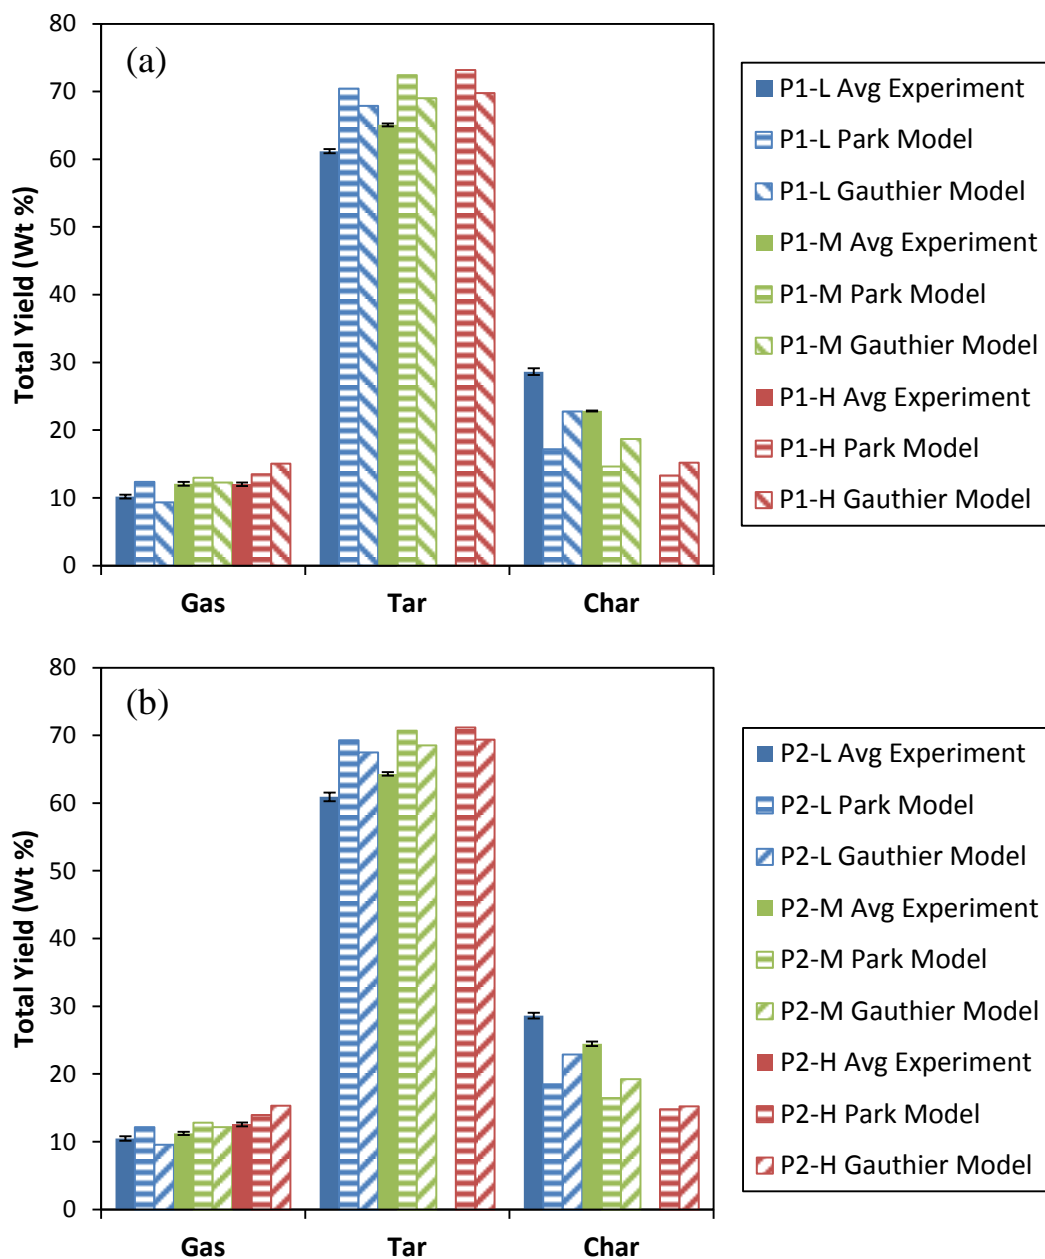 (a)
Total Yield (Wt %)
80
70
60
50
40
30
20
10
0
Gas Tar Char
P1-L Avg Experiment
P1-L Park Model
P1-L Gauthier Model
P1-M Avg Experiment
P1-M Park Model
P1-M Gauthier Model
P1-H Avg Experiment
P1-H Park Model
P1-H Gauthier Model
(b)
Total Yield (Wt %)
80
70
60
50
40
30
20
10
0
Gas Tar Char
P2-L Avg Experiment
P2-L Park Model
P2-L Gauthier Model
P2-M Avg Experiment
P2-M Park Model
P2-M Gauthier Model
P2-H Avg Experiment
P2-H Park Model
P2-H Gauthier Model